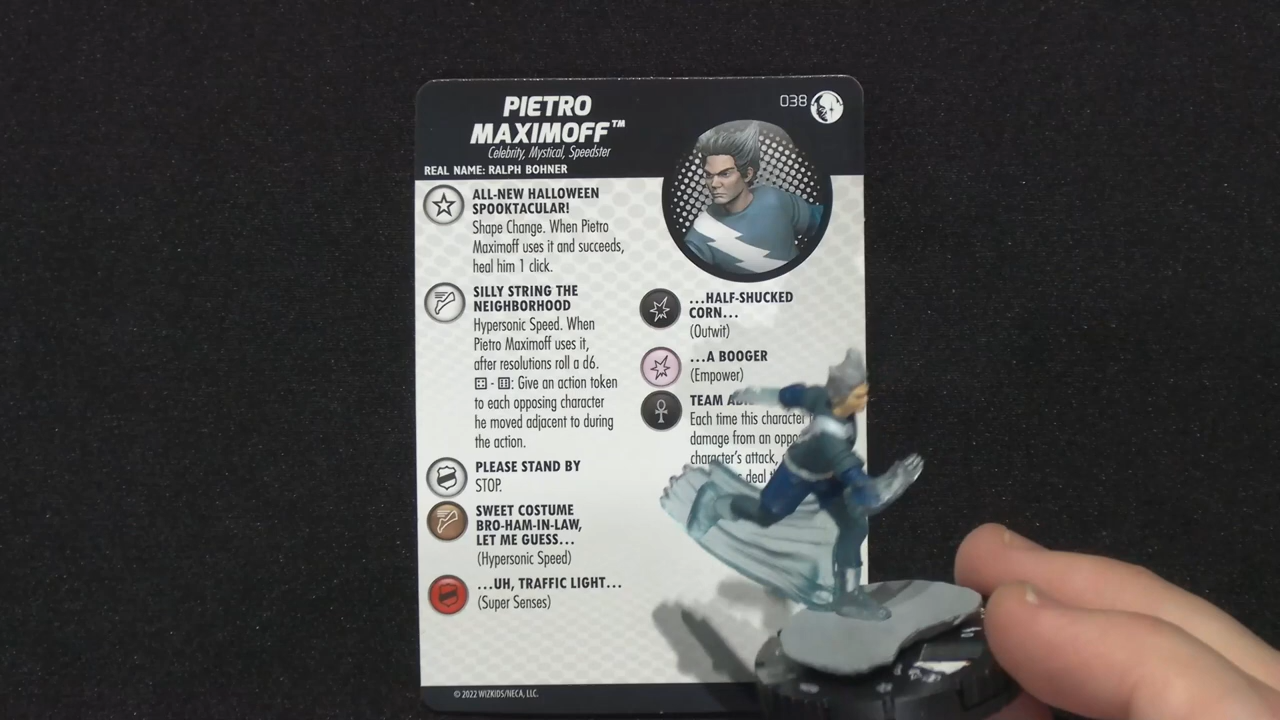 PIETRO
MAXIMOFF™
Celebrity, Mystical, Speedster
REAL NAME: RALPH BOHNER
038
ALL-NEW HALLOWEEN
SPOOKTACULAR!
Shape Change. When Pietro
Maximoff uses it and succeeds,
heal him 1 click.
SILLY STRING THE
NEIGHBORHOOD
Hypersonic Speed. When
Pietro Maximoff uses it,
after resolutions roll a d6.
⚃ - ⚅: Give an action token
to each opposing character
he moved adjacent to during
the action.
PLEASE STAND BY
STOP.
SWEET COSTUME
BRO-HAM-IN-LAW,
LET ME GUESS...
(Hypersonic Speed)
...UH, TRAFFIC LIGHT...
(Super Senses)
...HALF-SHUCKED
CORN...
(Outwit)
...A BOOGER
(Empower)
TEAM
Each time this character
damage from an
character's attack,
deal
© 2022 WIZKIDS/NECA, LLC.